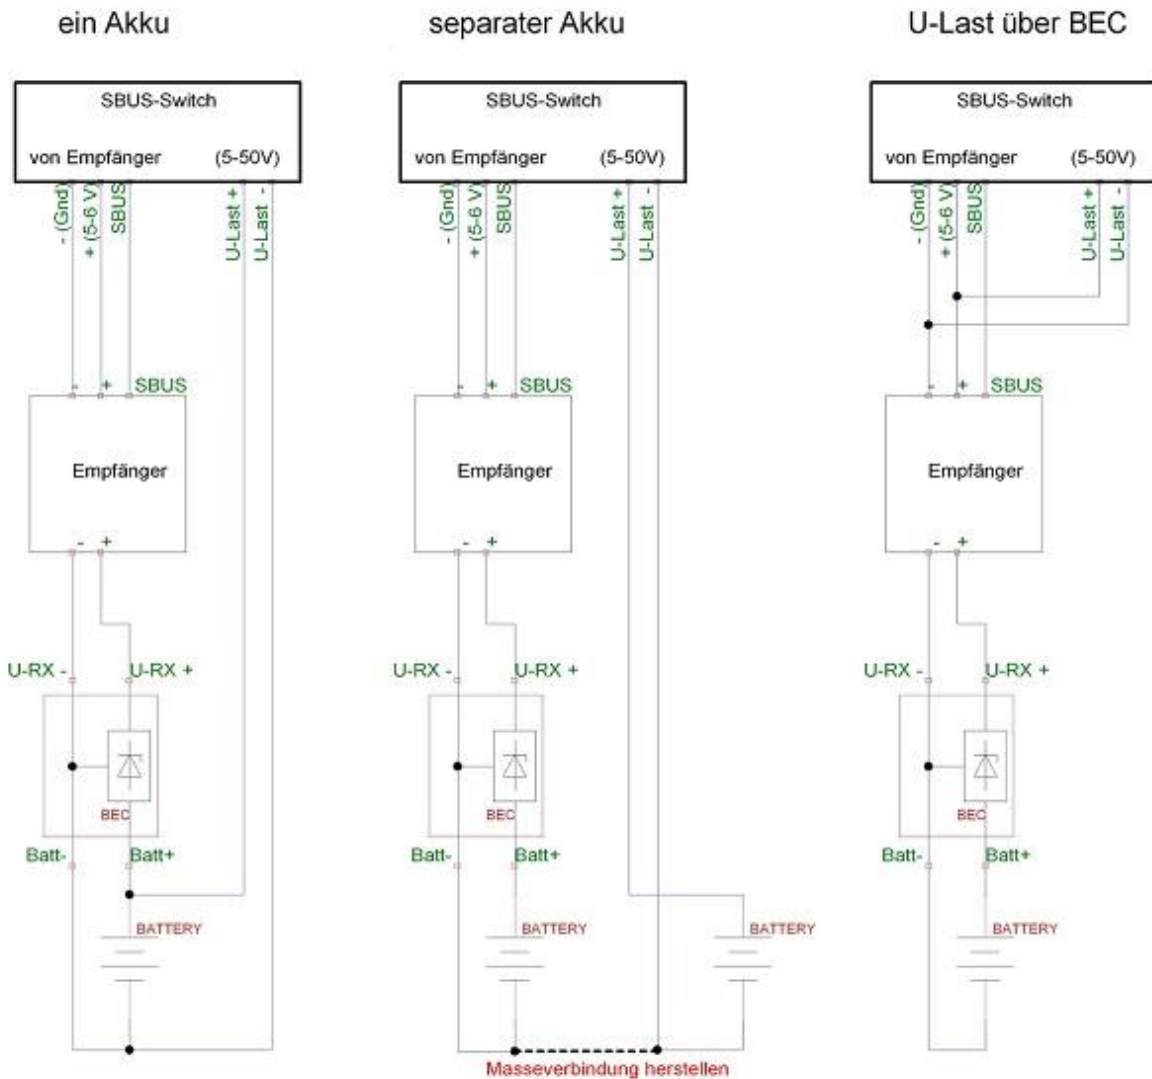 ein Akku
SBUS-Switch
von Empfänger (5-50V)
- (Gnd)
+ (5-6 V)
SBUS
U-Last +
U-Last -
- + SBUS
Empfänger
- +
U-RX - U-RX +
BEC
Batt- Batt+
BATTERY
separater Akku
SBUS-Switch
von Empfänger (5-50V)
- (Gnd)
+ (5-6 V)
SBUS
U-Last +
U-Last -
- + SBUS
Empfänger
- +
U-RX - U-RX +
BEC
Batt- Batt+
BATTERY BATTERY
Masseverbindung herstellen
U-Last über BEC
SBUS-Switch
von Empfänger (5-50V)
- (Gnd)
+ (5-6 V)
SBUS
U-Last +
U-Last -
- + SBUS
Empfänger
- +
U-RX - U-RX +
BEC
Batt- Batt+
BATTERY